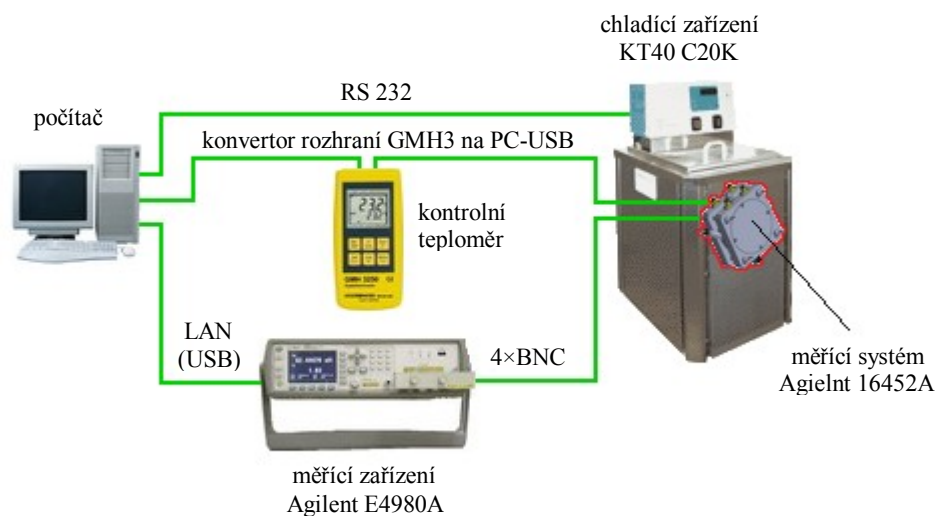 chladící zařízení
KT40 C20K
RS 232
počítač
konvertor rozhraní GMH3 na PC-USB
kontrolní
teploměr
LAN
(USB)
4×BNC
měřící systém
Agielnt 16452A
měřící zařízení
Agilent E4980A